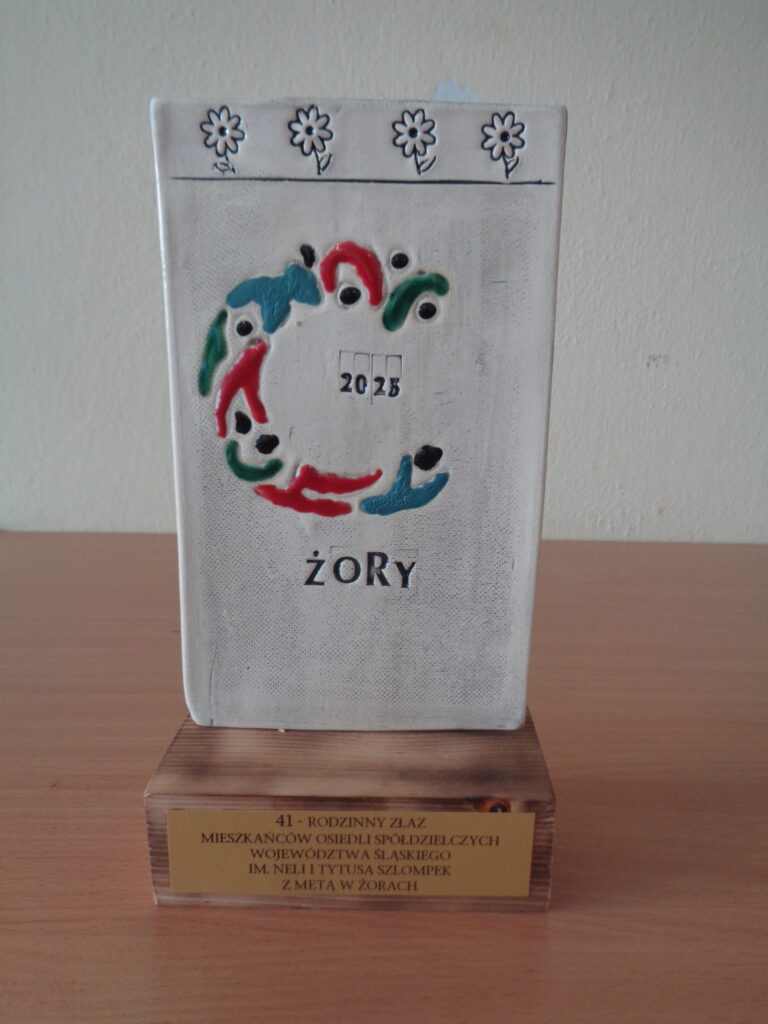 2025
ŻORY
41 - RODZINNY ZŁAZ
MIESZKAŃCÓW OSIEDLI SPÓŁDZIELCZYCH
WOJEWÓDZTWA ŚLĄSKIEGO
IM. NELI I TYTUSA SZLOMPEK
Z METĄ W ŻORACH